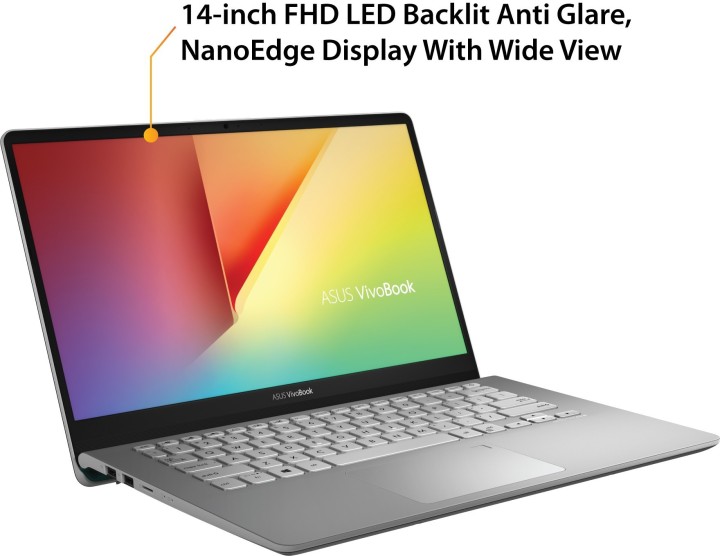 14-inch FHD LED Backlit Anti Glare,
NanoEdge Display With Wide View
ASUS VivoBook
ASUS VivoBook